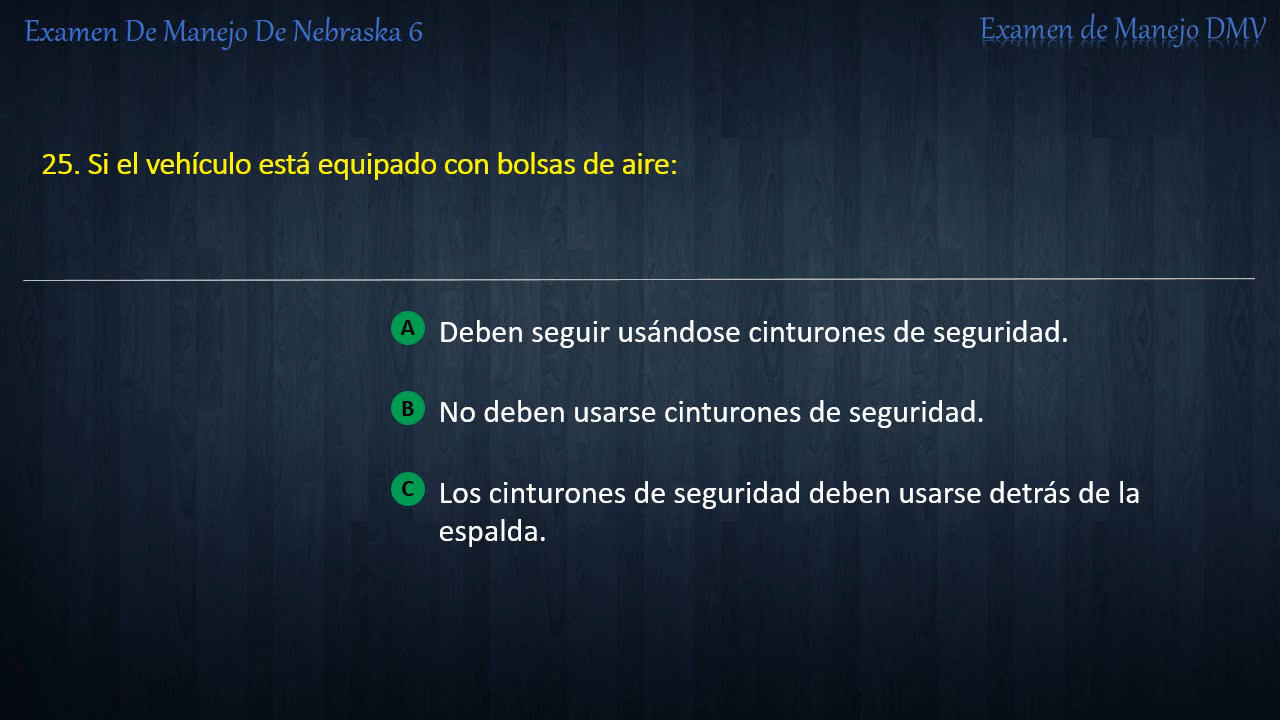 Examen De Manejo De Nebraska 6
Examen de Manejo DMV
25. Si el vehículo está equipado con bolsas de aire:
A Deben seguir usándose cinturones de seguridad.
B No deben usarse cinturones de seguridad.
C Los cinturones de seguridad deben usarse detrás de la
espalda.